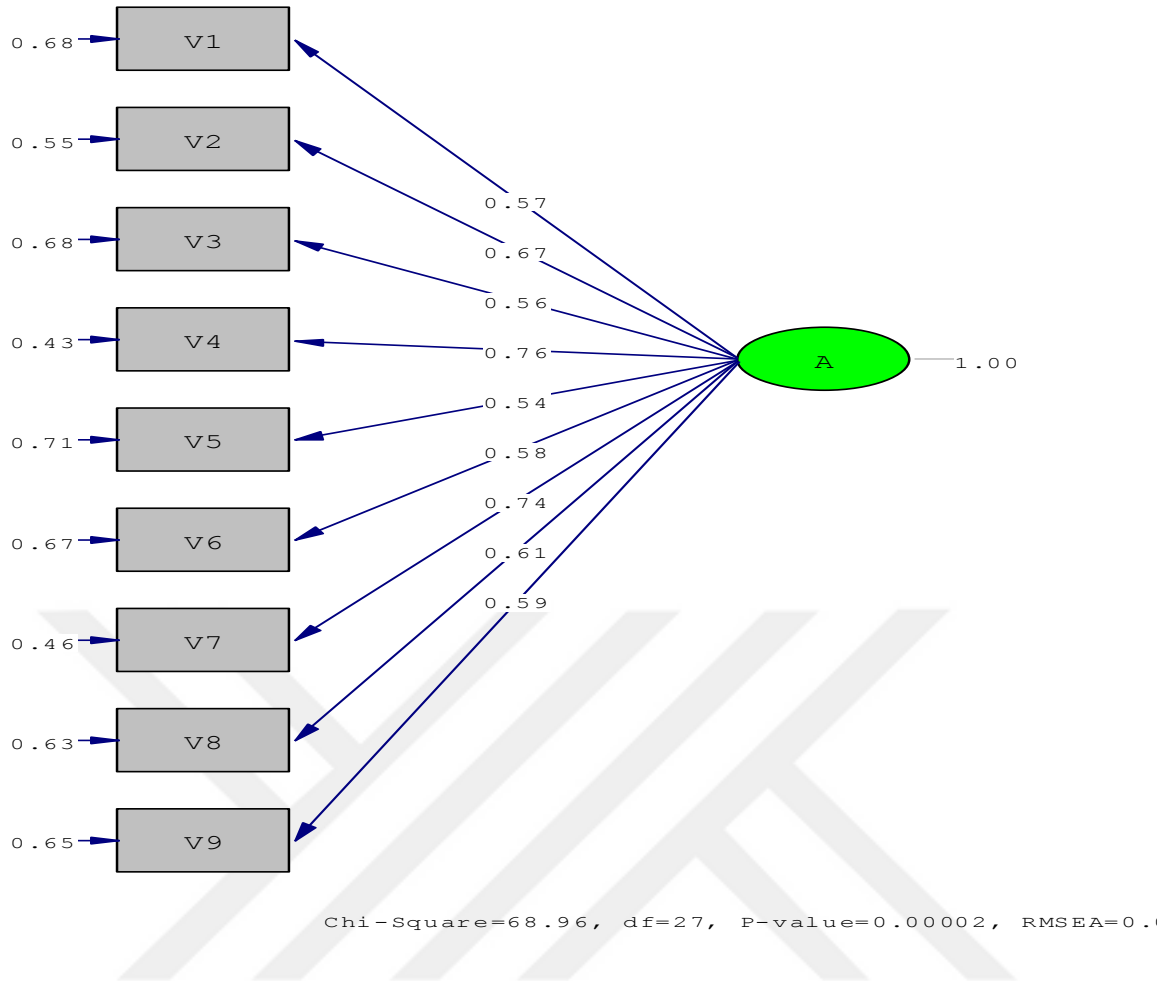 0.68 V1
0.55 V2
0.57
0.68 V3
0.67
0.56
0.43 V4
0.76
A 1.00
0.54
0.71 V5
0.58
0.74
0.67 V6
0.61
0.59
0.46 V7
0.63 V8
0.65 V9
Chi-Square=68.96, df=27, P-value=0.00002, RMSEA=0.